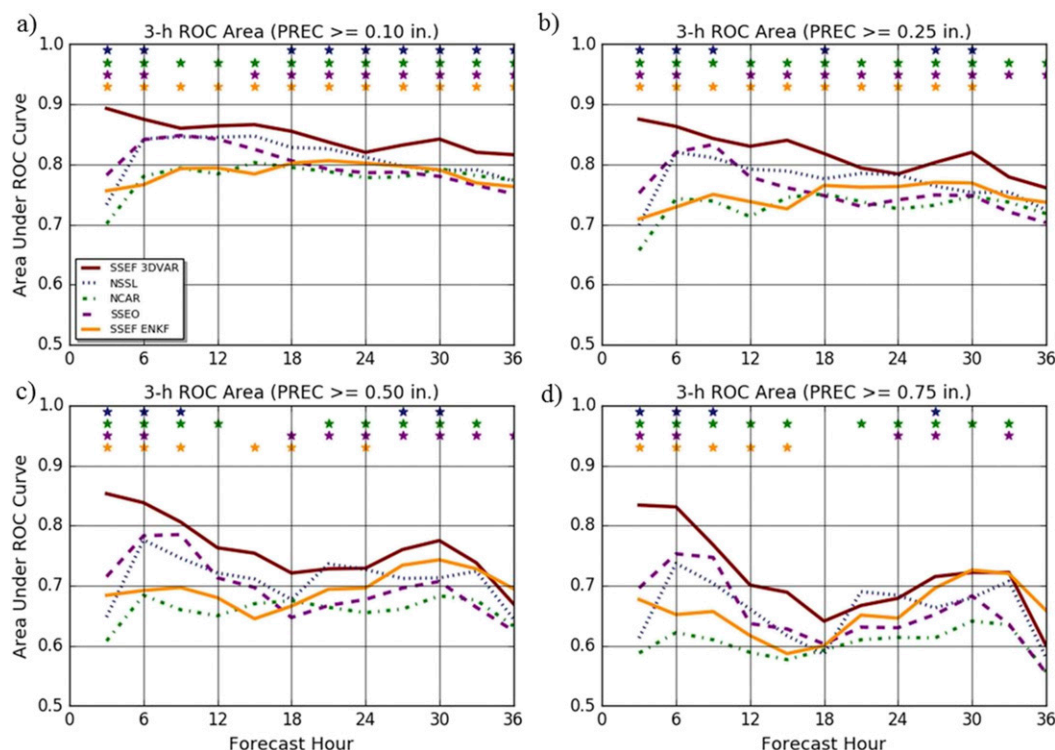 a)
3-h ROC Area (PREC >= 0.10 in.)
Area Under ROC Curve
1.0
0.9
0.8
0.7
0.6
0.5
SSEF 3DVAR
NSSL
NCAR
SSEO
SSEF ENKF
0 6 12 18 24 30 36
b)
3-h ROC Area (PREC >= 0.25 in.)
1.0
0.9
0.8
0.7
0.6
0.5
0 6 12 18 24 30 36
c)
3-h ROC Area (PREC >= 0.50 in.)
Area Under ROC Curve
1.0
0.9
0.8
0.7
0.6
0.5
0 6 12 18 24 30 36
Forecast Hour
d)
3-h ROC Area (PREC >= 0.75 in.)
1.0
0.9
0.8
0.7
0.6
0.5
0 6 12 18 24 30 36
Forecast Hour